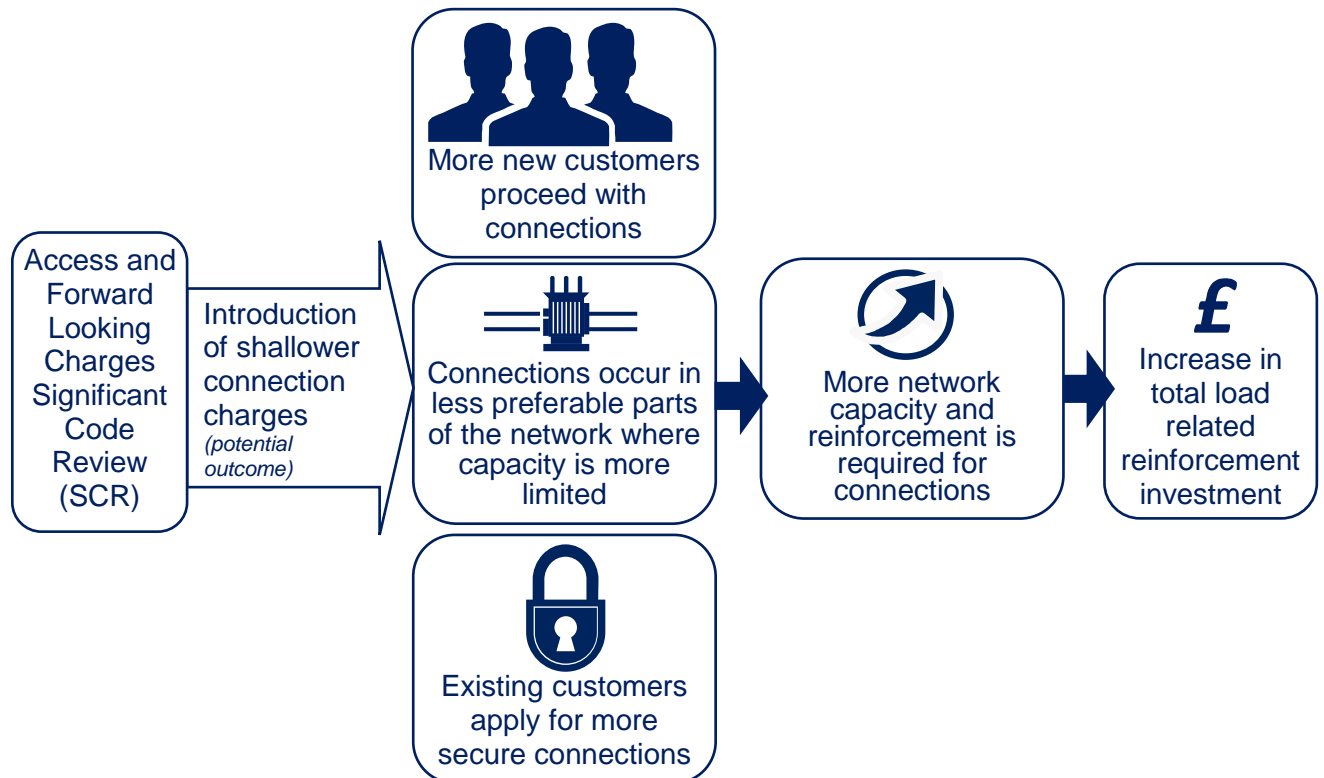 Access and
Forward
Looking
Charges
Significant
Code
Review
(SCR)
Introduction
of shallower
connection
charges
(potential
outcome)
More new customers
proceed with
connections
Connections occur in
less preferable parts
of the network where
capacity is more
limited
Existing customers
apply for more
secure connections
More network
capacity and
reinforcement is
required for
connections
£
Increase in
total load
related
reinforcement
investment